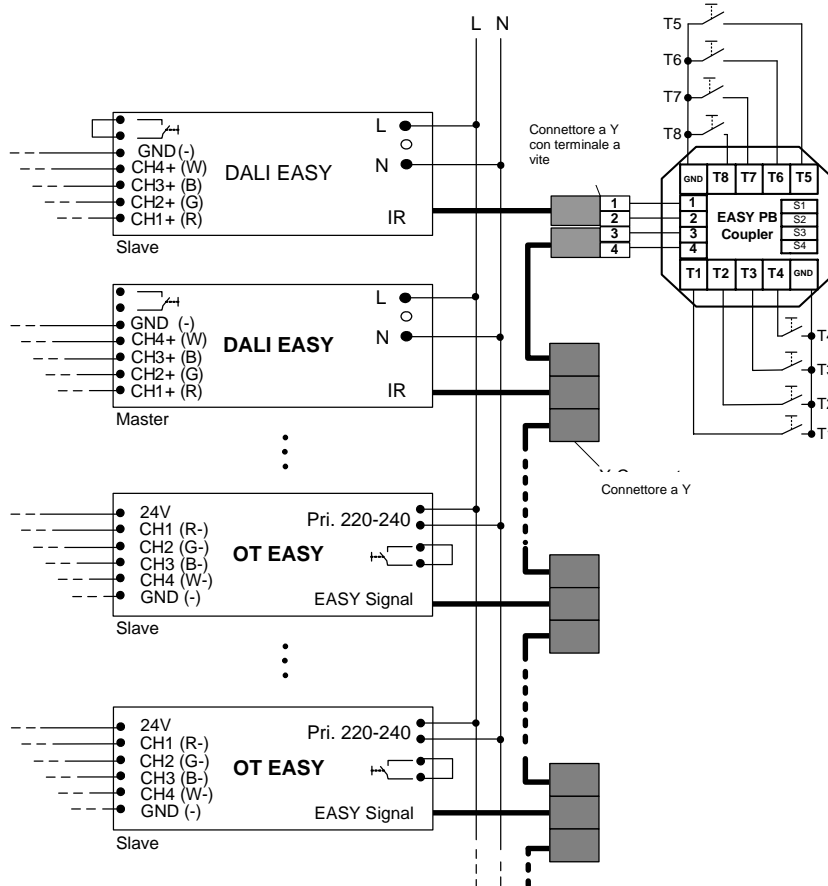 L N
GND (-)
CH4+ (W)
CH3+ (B)
CH2+ (G)
CH1+ (R)
DALI EASY
L
N
IR
Slave
GND (-)
CH4+ (W)
CH3+ (B)
CH2+ (G)
CH1+ (R)
DALI EASY
L
N
IR
Master
24V
CH1 (R-)
CH2 (G-)
CH3 (B-)
CH4 (W-)
GND (-)
Pri. 220-240
OT EASY
EASY Signal
Slave
24V
CH1 (R-)
CH2 (G-)
CH3 (B-)
CH4 (W-)
GND (-)
Pri. 220-240
OT EASY
EASY Signal
Slave
Connettore a Y
con terminale a
vite
1
2
3
4
T5
T6
T7
T8
GND T8 T7 T6 T5
1
2
3
4
EASY PB
Coupler
S1
S2
S3
S4
T1 T2 T3 T4 GND
T4
T3
T2
T1
Connettore a Y